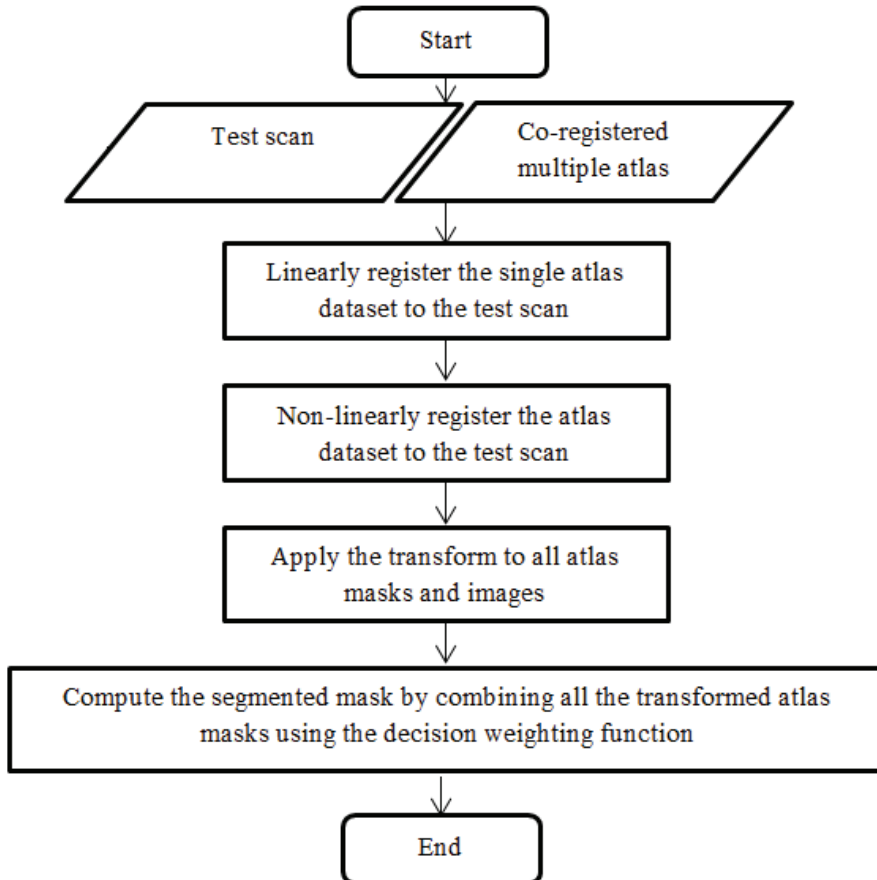 Start
Test scan
Co-registered
multiple atlas
Linearly register the single atlas
dataset to the test scan
Non-linearly register the atlas
dataset to the test scan
Apply the transform to all atlas
masks and images
Compute the segmented mask by combining all the transformed atlas
masks using the decision weighting function
End